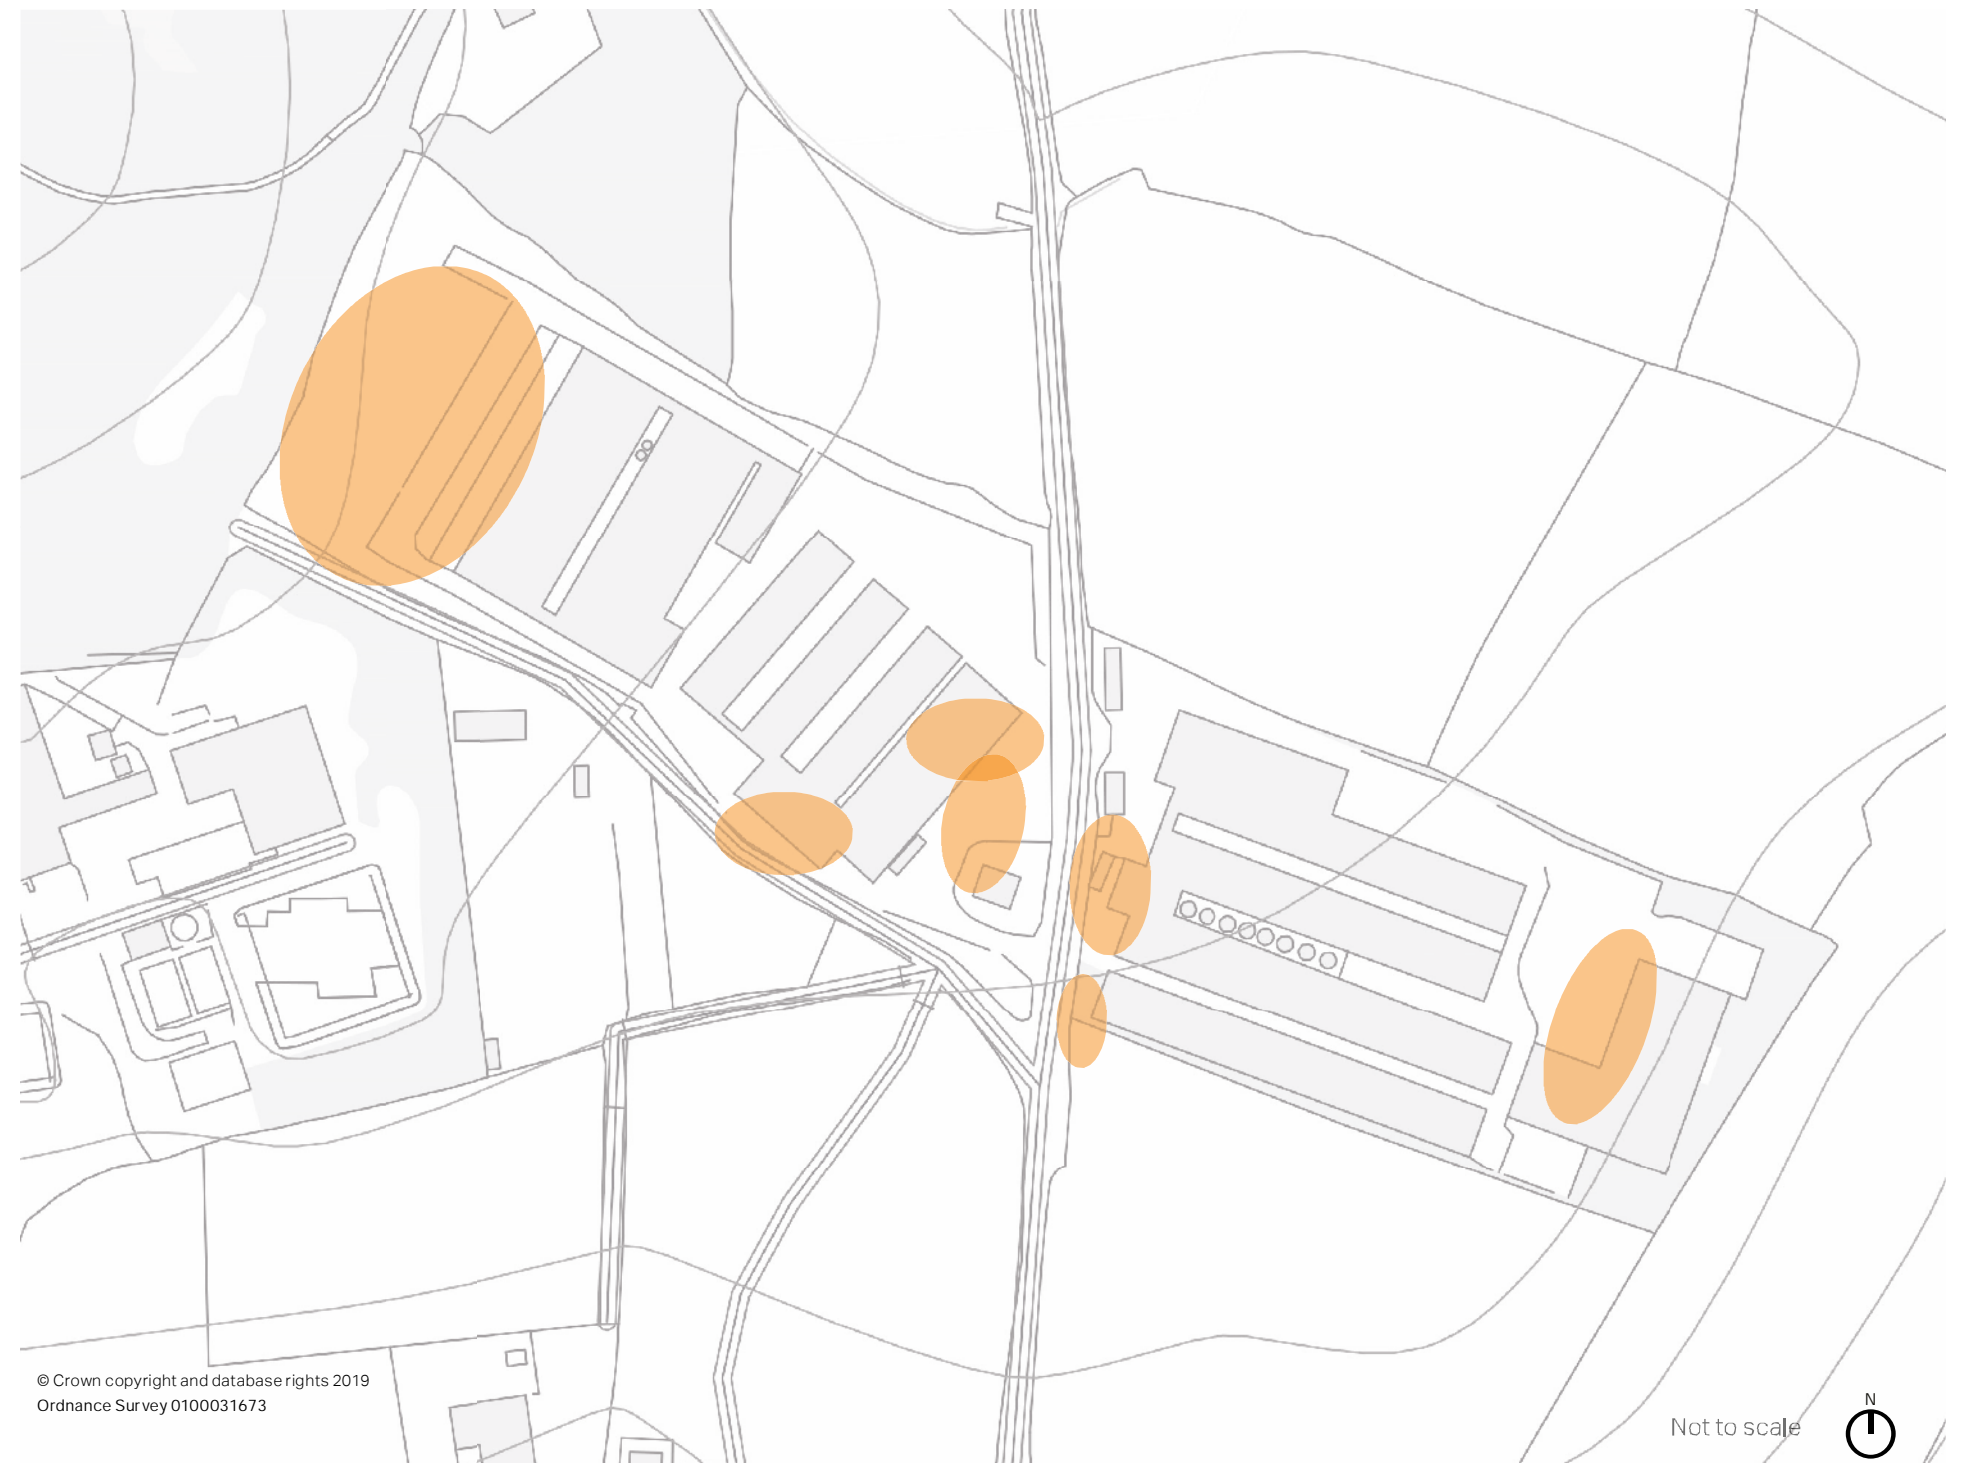 © Crown copyright and database rights 2019
Ordnance Survey 0100031673
N
Not to scale